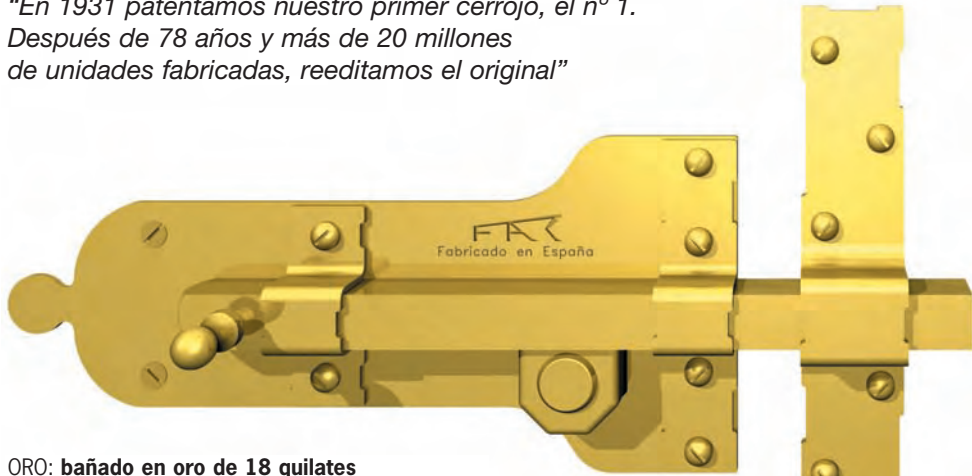 “En 1931 patentamos nuestro primer cerrojo, el nº 1.
Después de 78 años y más de 20 millones
de unidades fabricadas, reeditamos el original”
FAC
Fabricado en España
ORO: bañado en oro de 18 quilates